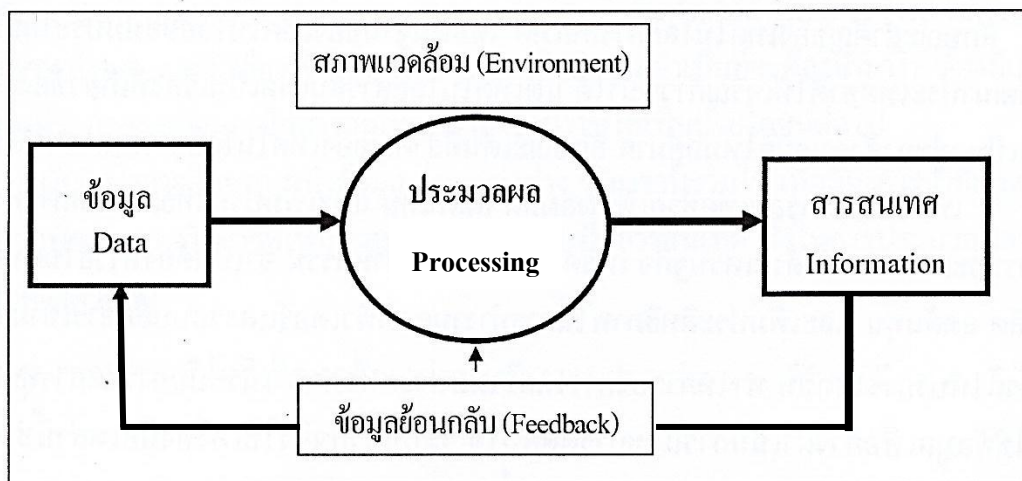 สภาพแวดล้อม (Environment)
ข้อมูล
Data
ประมวลผล
Processing
สารสนเทศ
Information
ข้อมูลย้อนกลับ (Feedback)